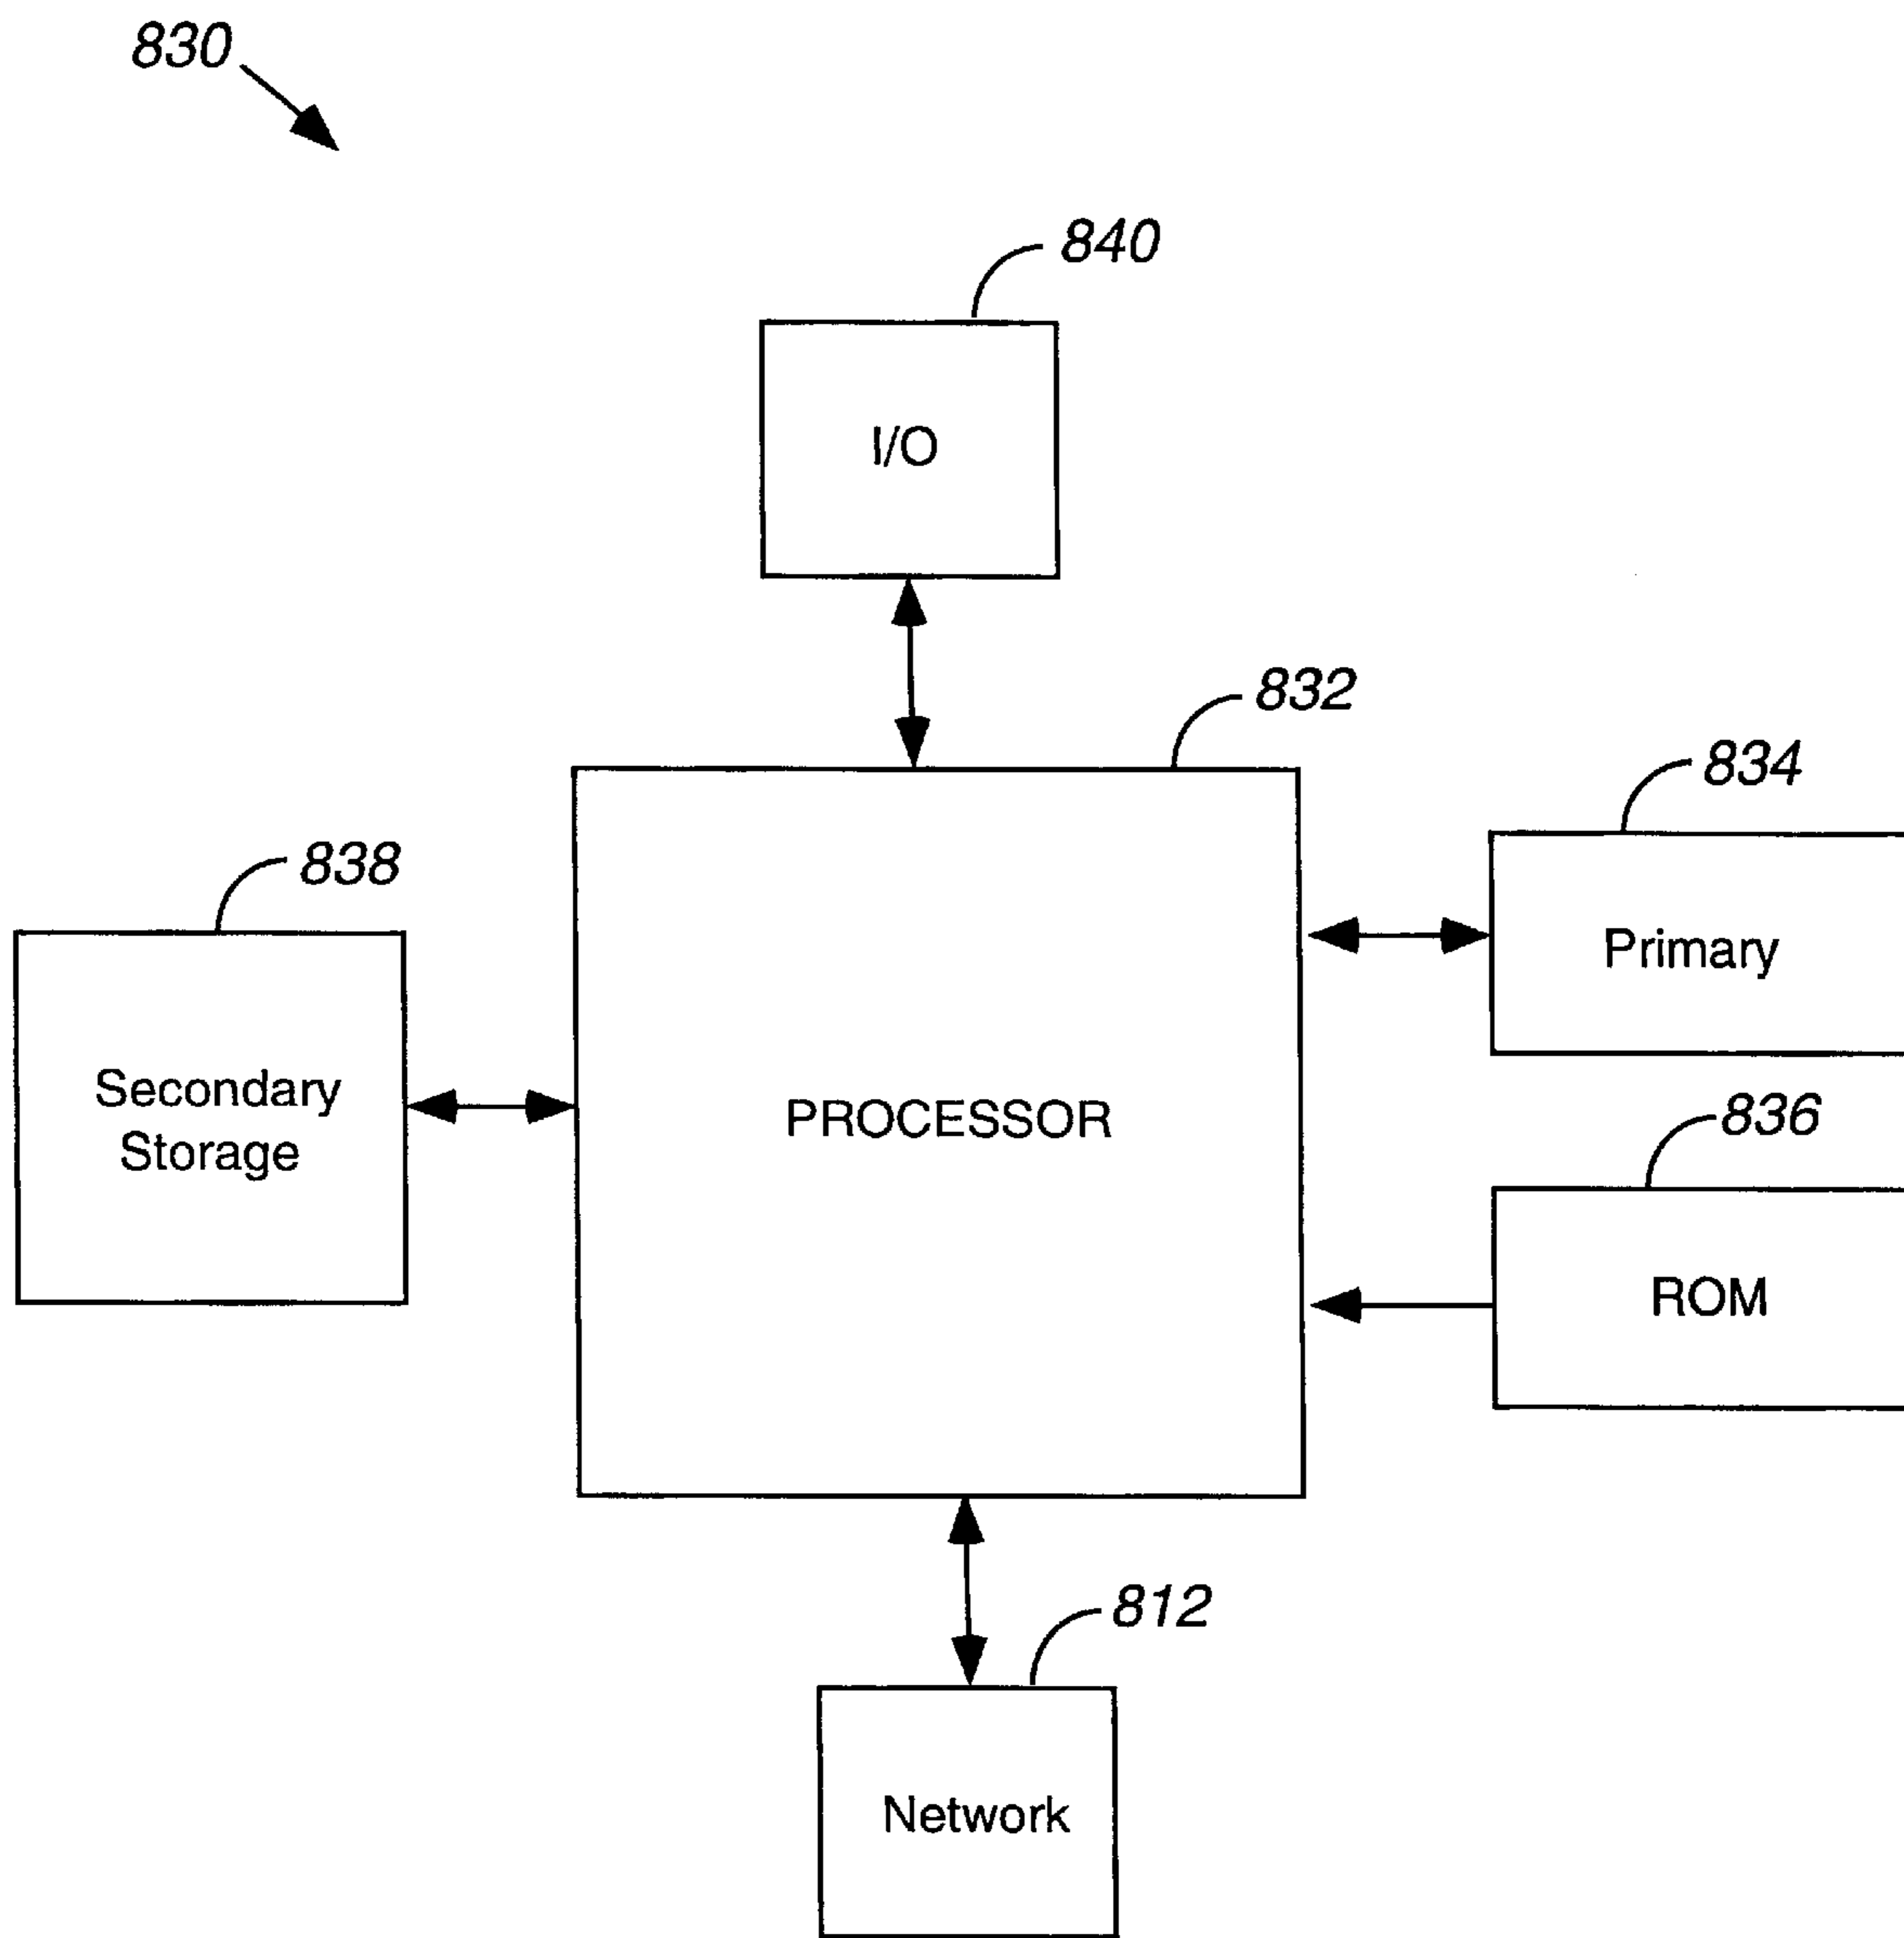 830
840
I/O
832
834
838
Primary
Secondary
Storage
PROCESSOR
836
ROM
812
Network